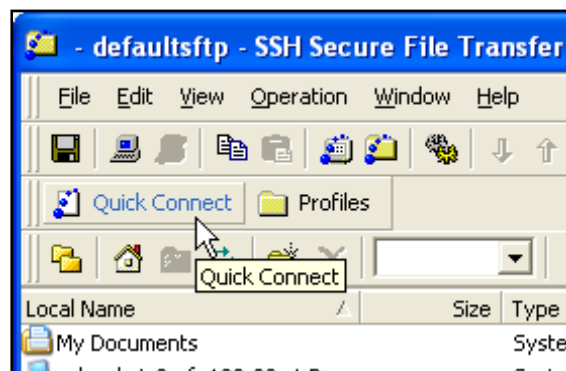 - defaultsftp - SSH Secure File Transfer
File Edit View Operation Window Help
Quick Connect Profiles
Quick Connect
Local Name Size Type
My Documents Syste